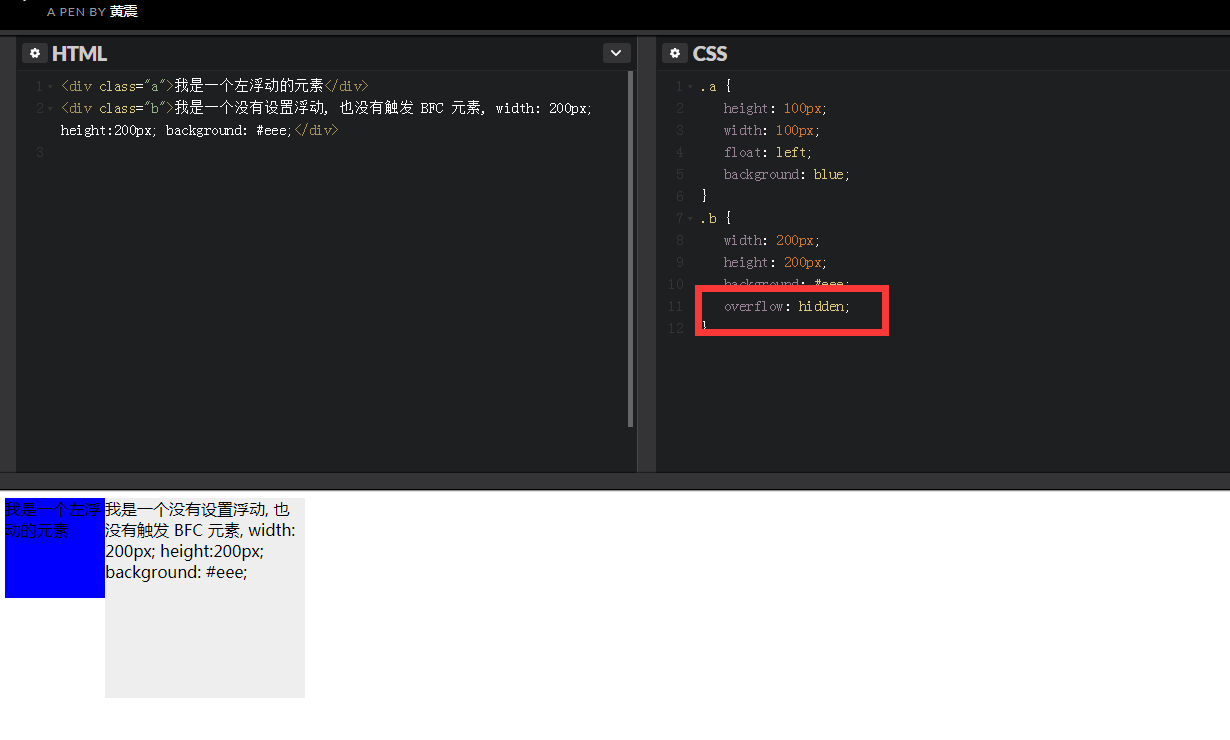 A PEN BY 黄震
HTML
1 <div class="a">我是一个左浮动的元素</div>
2 <div class="b">我是一个没有设置浮动, 也没有触发 BFC 元素, width: 200px;
height:200px; background: #eee;</div>
3
CSS
1 .a {
2 height: 100px;
3 width: 100px;
4 float: left;
5 background: blue;
6 }
7 .b {
8 width: 200px;
9 height: 200px;
10 background: #eee;
11 overflow: hidden;
12 }
我是一个左浮
动的元素
我是一个没有设置浮动, 也
没有触发 BFC 元素, width:
200px; height:200px;
background: #eee;